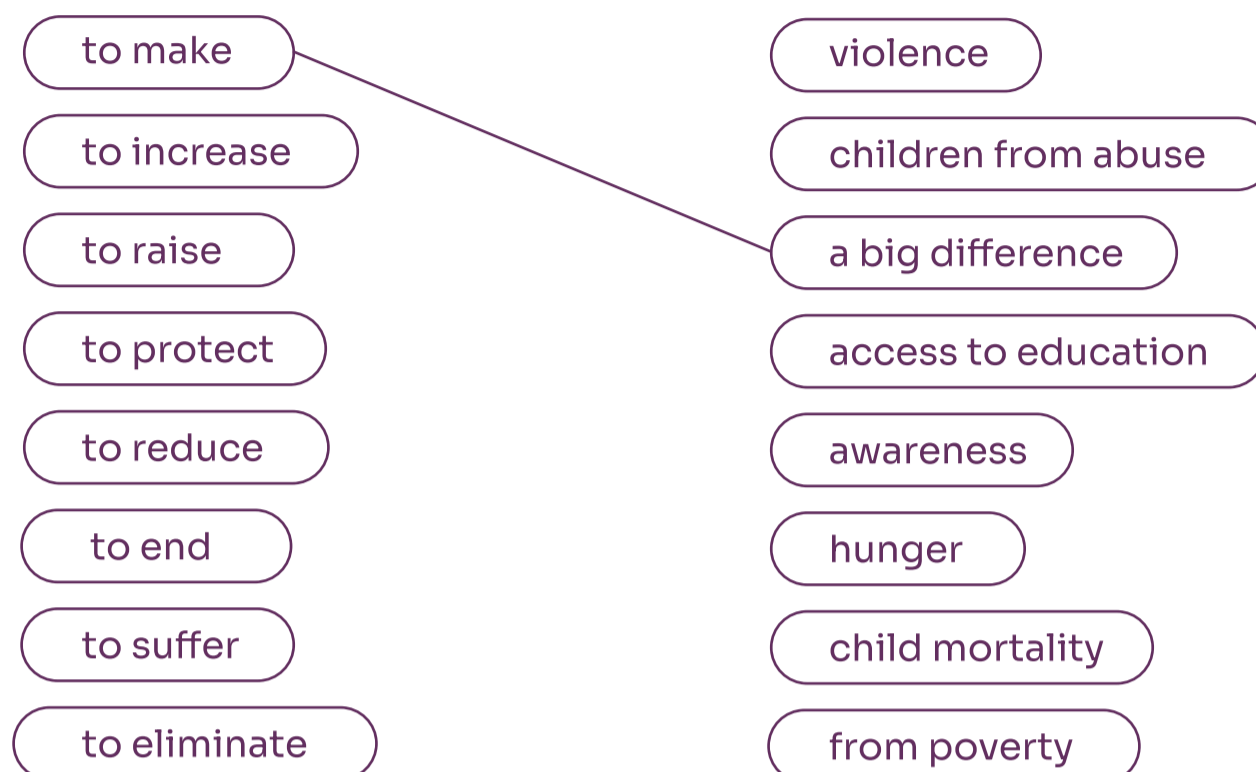 to make
to increase
to raise
to protect
to reduce
to end
to suffer
to eliminate
violence
children from abuse
a big difference
access to education
awareness
hunger
child mortality
from poverty